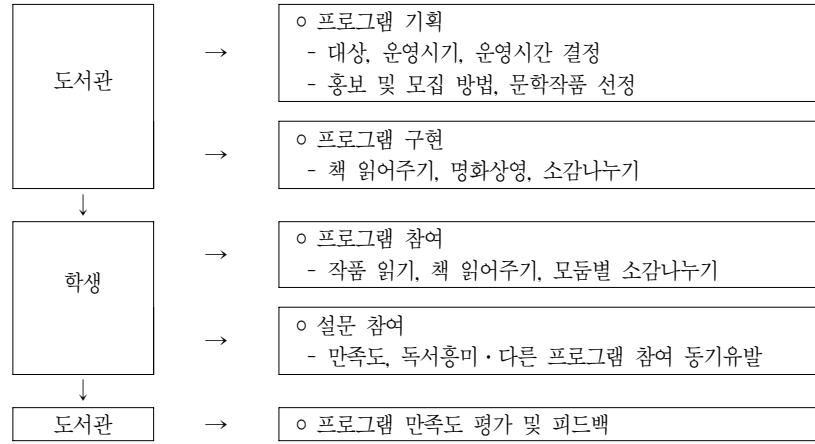 도서관
→
○ 프로그램 기획
- 대상, 운영시기, 운영시간 결정
- 홍보 및 모집 방법, 문학작품 선정
→
○ 프로그램 구현
- 책 읽어주기, 명화상영, 소감나누기
↓
학생
→
○ 프로그램 참여
- 작품 읽기, 책 읽어주기, 모둠별 소감나누기
→
○ 설문 참여
- 만족도, 독서흥미・다른 프로그램 참여 동기유발
↓
도서관
→
○ 프로그램 만족도 평가 및 피드백